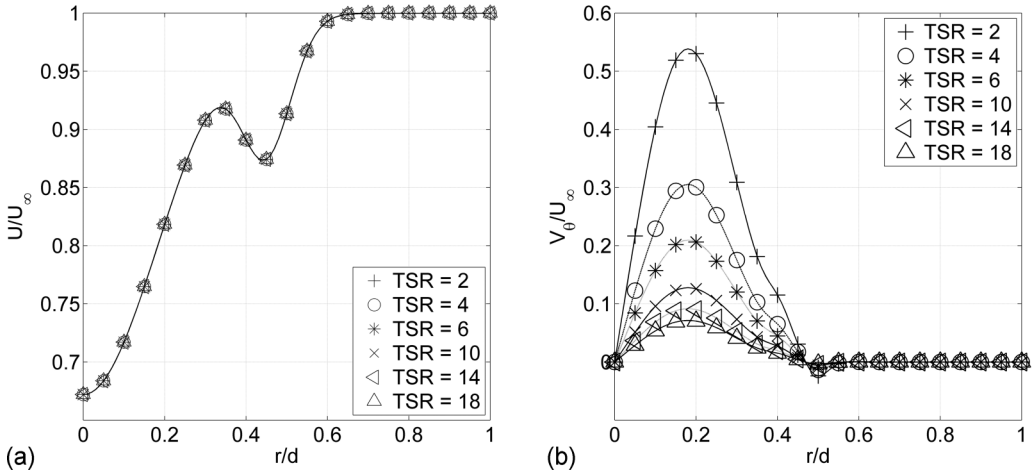 1
0.95
0.9
0.85
0.8
0.75
0.7
0 0.2 0.4 0.6 0.8 1
U/U∞
r/d
TSR = 2
TSR = 4
TSR = 6
TSR = 10
TSR = 14
TSR = 18
(a)
0.6
0.5
0.4
0.3
0.2
0.1
0
0 0.2 0.4 0.6 0.8 1
Vθ/U∞
r/d
TSR = 2
TSR = 4
TSR = 6
TSR = 10
TSR = 14
TSR = 18
(b)